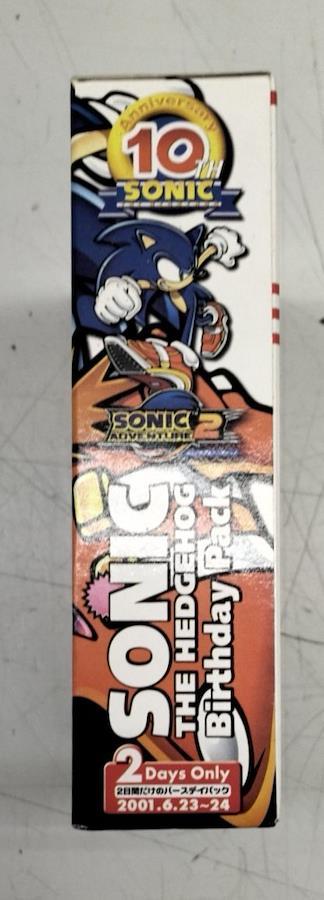 Anniversary
10TH
SONIC
SONIC
ADVENTURE 2
SONIC
THE HEDGEHOG
Birthday Pack
2 Days Only
2日間だけのバースデイパック
2001.6.23~24